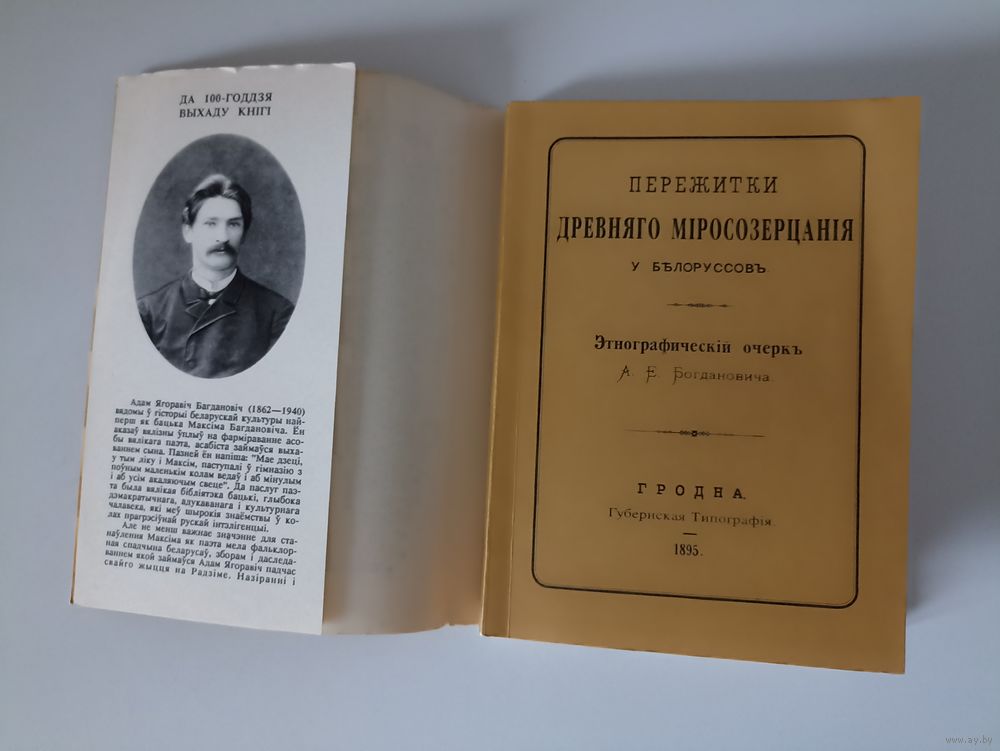 ДА 100-ГОДДЗЯ
ВЫХАДУ КНІГІ
Адам Ягоравіч Багдановіч (1862—1940)
вядомы ў гісторыі беларускай культуры най-
перш як бацька Максіма Багдановіча. Ён
аказаў вялізны ўплыў на фарміраванне асо-
бы вялікага паэта, асабіста займаўся выха-
ваннем сына. Пазней ён напіша: "Мае дзеці,
у тым ліку і Максім, паступалі ў гімназію з
поўным маленькім колам ведаў і аб мінулым
і аб усім акаляючым свеце". Да паслуг паэ-
та была вялікая бібліятэка бацькі, глыбока
дэмакратычнага, адукаванага і культурнага
чалавека, які меў шырокія знаёмствы ў ко-
лах прагрэсіўнай рускай інтэлігенцыі.
Але не менш важнае значэнне для ста-
наўлення Максіма як паэта мела фальклор-
ная спадчына беларусаў, зборам і даследа-
ваннем якой займаўся Адам Ягоравіч падчас
свайго жыцця на Радзіме. Назіранні і
ПЕРЕЖИТКИ
ДРЕВНЯГО МІРОСОЗЕРЦАНІЯ
У БѢЛОРУССОВЪ.
Этнографическій очеркъ
А. Е. Богдановича.
ГРОДНА.
Губернская Типографія.
1895.
www.ay.by